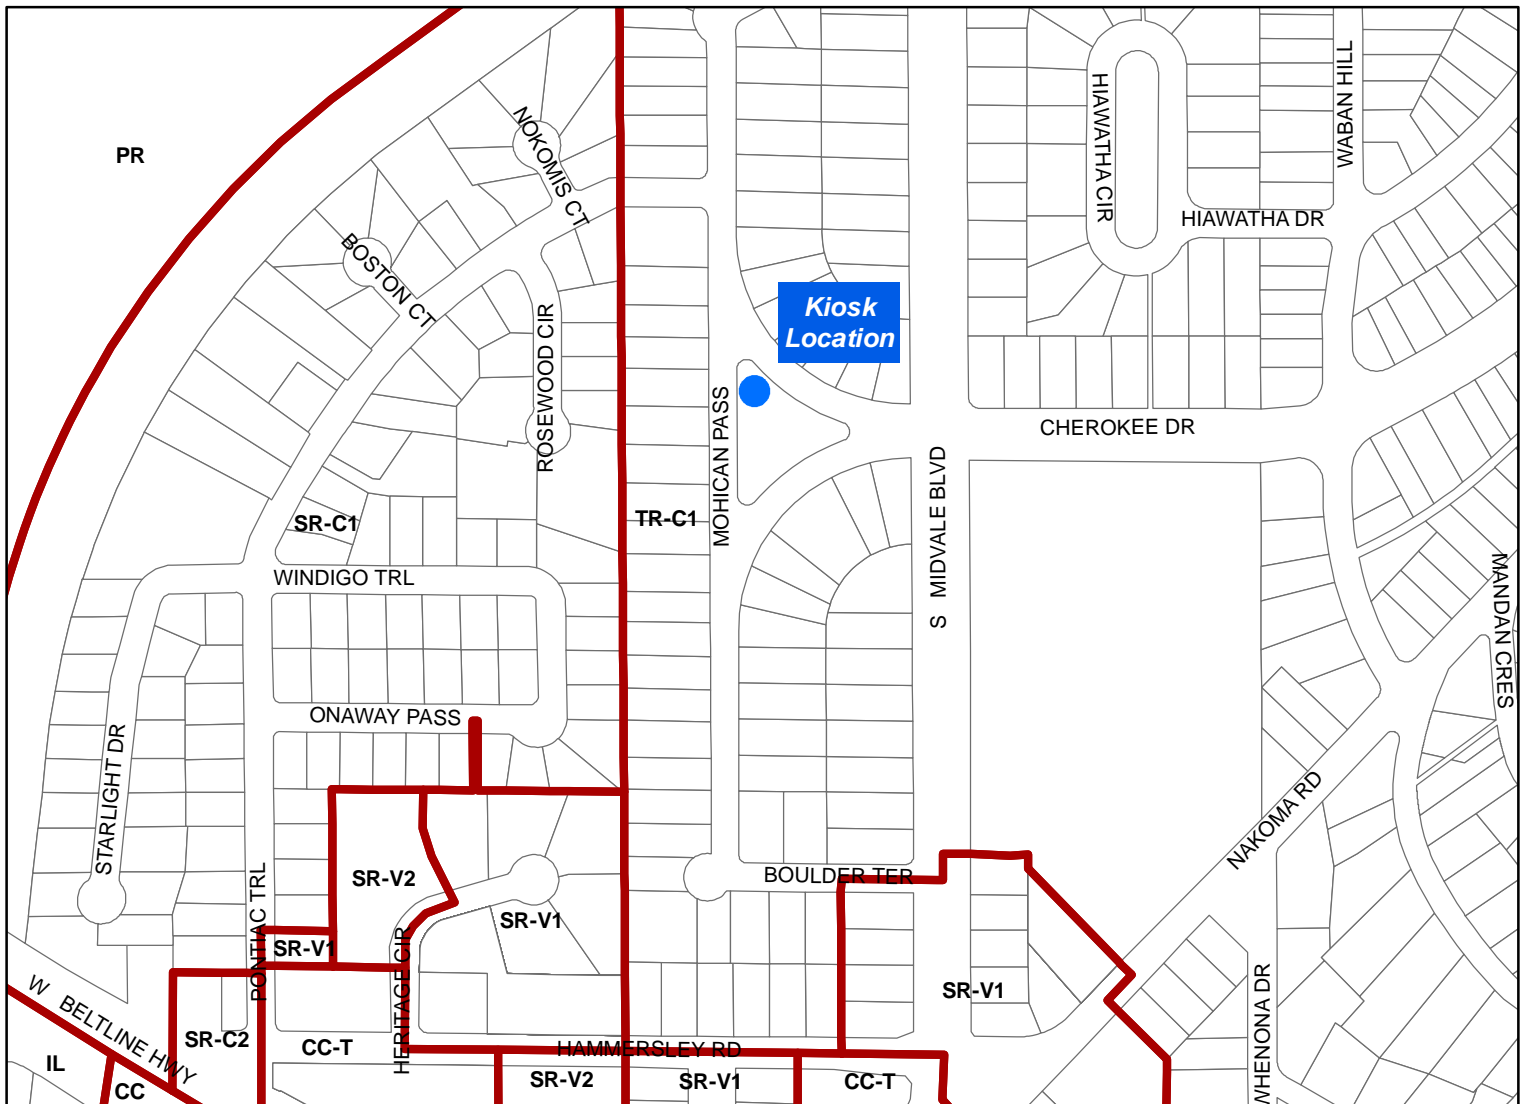 PR
NOKOMIS CT
BOSTON CT
ROSEWOOD CIR
HIAWATHA CIR
WABAN HILL
HIAWATHA DR
Kiosk
Location
MOHICAN PASS
CHEROKEE DR
S MIDVALE BLVD
SR-C1
TR-C1
WINDIGO TRL
MANDAN CRES
ONAWAY PASS
STARLIGHT DR
NAKOMA RD
PONTIAC TRL
SR-V2
BOULDER TER
SR-V1
SR-V1
HERITAGE CIR
SR-V1
WHENONA DR
W BELTLINE HWY
SR-C2
CC-T
HAMMERSLEY RD
IL
CC
SR-V2
SR-V1
CC-T